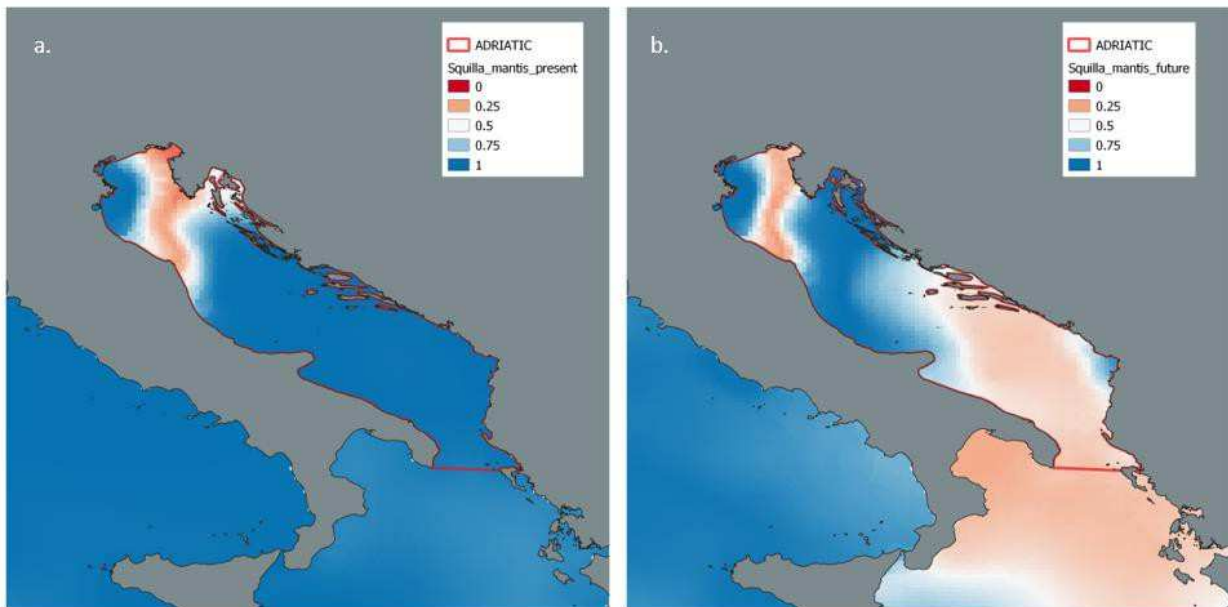 a.
ADRIATIC
Squilla_mantis_present
0
0.25
0.5
0.75
1
b.
ADRIATIC
Squilla_mantis_future
0
0.25
0.5
0.75
1